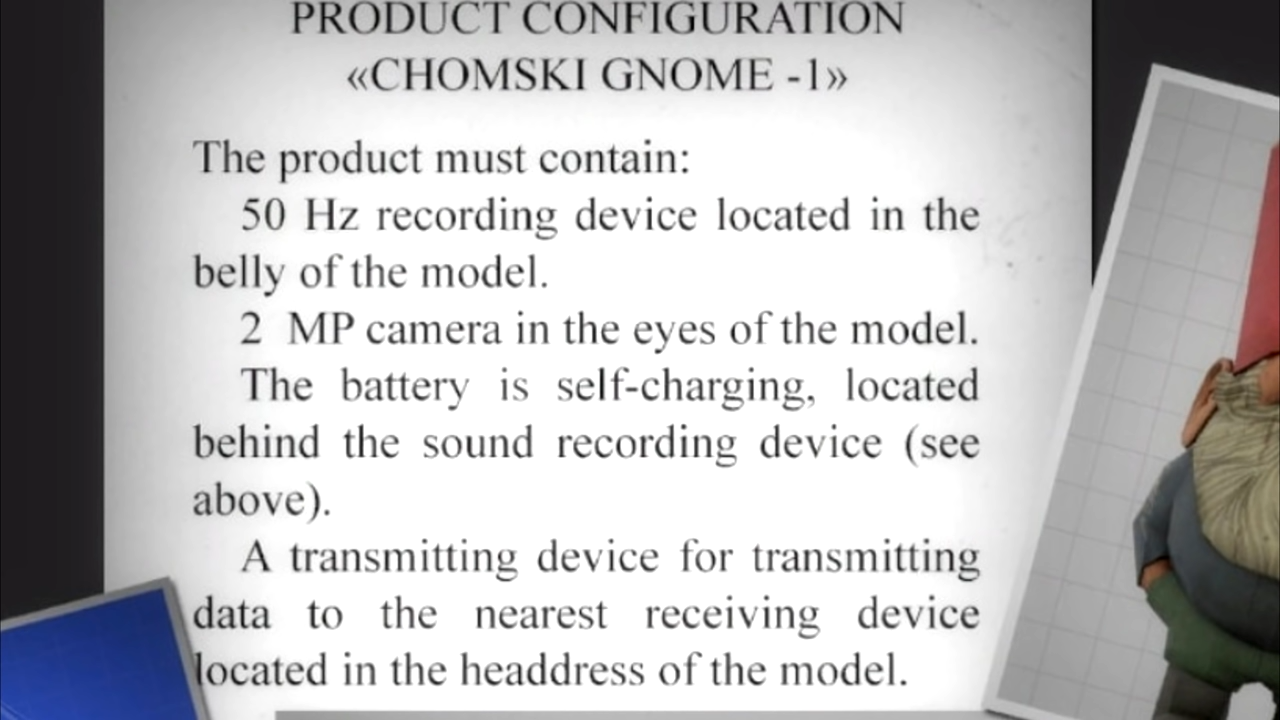 PRODUCT CONFIGURATION
«CHOMSKI GNOME -1»
The product must contain:
50 Hz recording device located in the
belly of the model.
2 MP camera in the eyes of the model.
The battery is self-charging, located
behind the sound recording device (see
above).
A transmitting device for transmitting
data to the nearest receiving device
located in the headdress of the model.